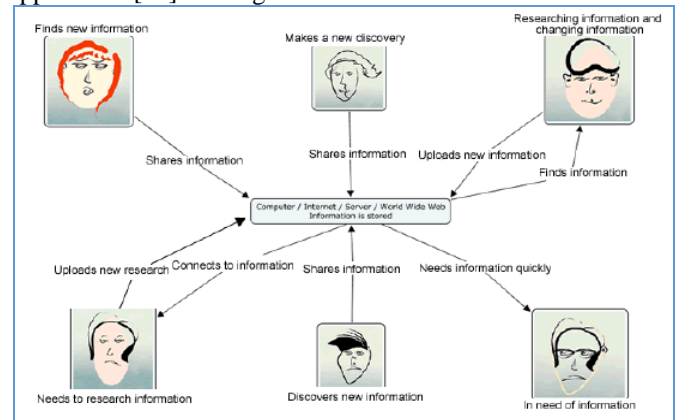 Finds new information
Makes a new discovery
Researching information and
changing information
Shares information
Shares information
Uploads new information
Finds information
Computer / Internet / Server / World Wide Web
Information is stored
Uploads new research
Connects to information
Shares information
Needs information quickly
Needs to research information
Discovers new information
In need of information